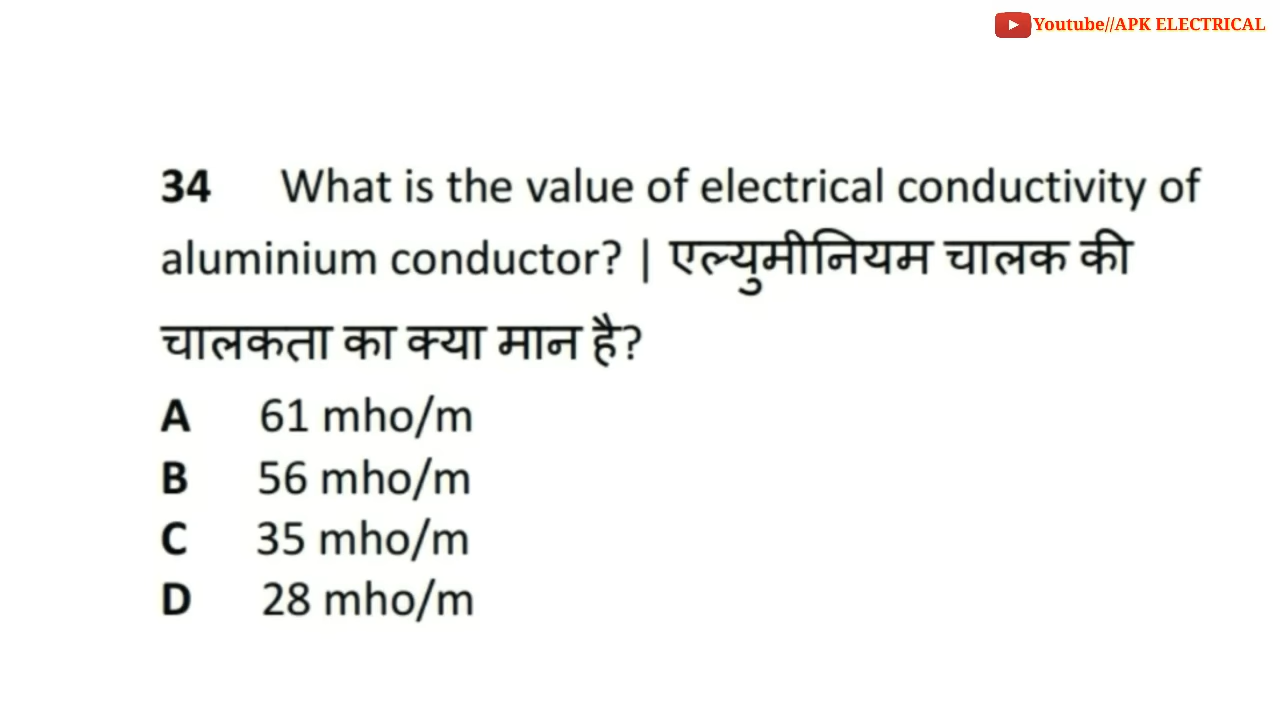 Youtube//APK ELECTRICAL
34 What is the value of electrical conductivity of
aluminium conductor? | एल्युमीनियम चालक की
चालकता का क्या मान है?
A 61 mho/m
B 56 mho/m
C 35 mho/m
D 28 mho/m